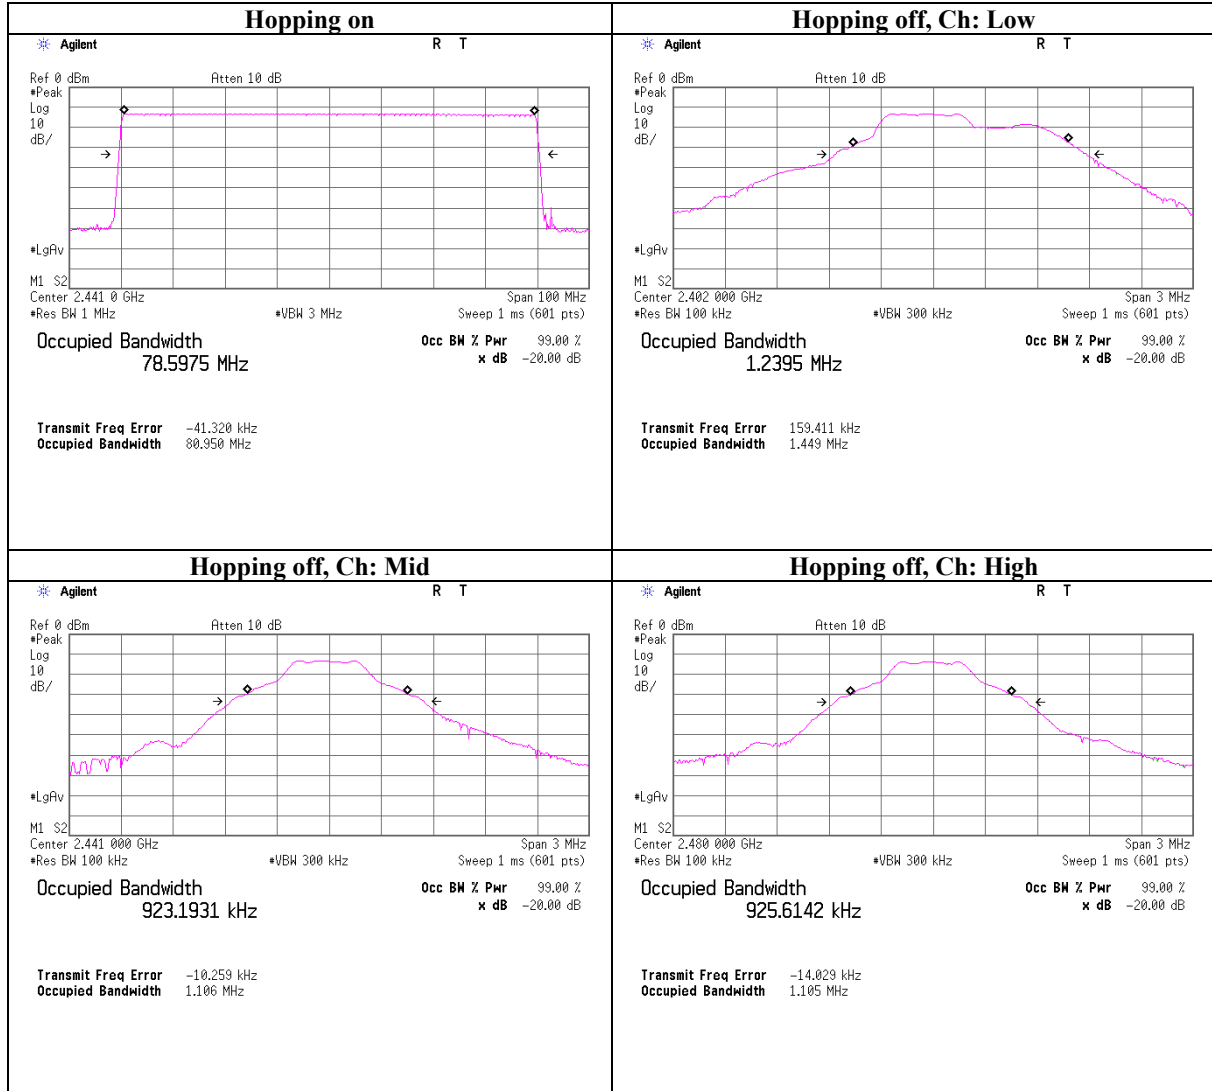 Hopping on
Agilent R T
Ref 0 dBm Atten 10 dB
#Peak
Log
10
dB/
#LgAv
M1 S2
Center 2.441 0 GHz Span 100 MHz
#Res BW 1 MHz #VBW 3 MHz Sweep 1 ms (601 pts)
Occupied Bandwidth Occ BW % Pwr 99.00 %
78.5975 MHz x dB -20.00 dB
Transmit Freq Error -41.320 kHz
Occupied Bandwidth 80.950 MHz
Hopping off, Ch: Low
Agilent R T
Ref 0 dBm Atten 10 dB
#Peak
Log
10
dB/
#LgAv
M1 S2
Center 2.402 000 GHz Span 3 MHz
#Res BW 100 kHz #VBW 300 kHz Sweep 1 ms (601 pts)
Occupied Bandwidth Occ BW % Pwr 99.00 %
1.2395 MHz x dB -20.00 dB
Transmit Freq Error 159.411 kHz
Occupied Bandwidth 1.449 MHz
Hopping off, Ch: Mid
Agilent R T
Ref 0 dBm Atten 10 dB
#Peak
Log
10
dB/
#LgAv
M1 S2
Center 2.441 000 GHz Span 3 MHz
#Res BW 100 kHz #VBW 300 kHz Sweep 1 ms (601 pts)
Occupied Bandwidth Occ BW % Pwr 99.00 %
923.1931 kHz x dB -20.00 dB
Transmit Freq Error -10.259 kHz
Occupied Bandwidth 1.106 MHz
Hopping off, Ch: High
Agilent R T
Ref 0 dBm Atten 10 dB
#Peak
Log
10
dB/
#LgAv
M1 S2
Center 2.480 000 GHz Span 3 MHz
#Res BW 100 kHz #VBW 300 kHz Sweep 1 ms (601 pts)
Occupied Bandwidth Occ BW % Pwr 99.00 %
925.6142 kHz x dB -20.00 dB
Transmit Freq Error -14.029 kHz
Occupied Bandwidth 1.105 MHz